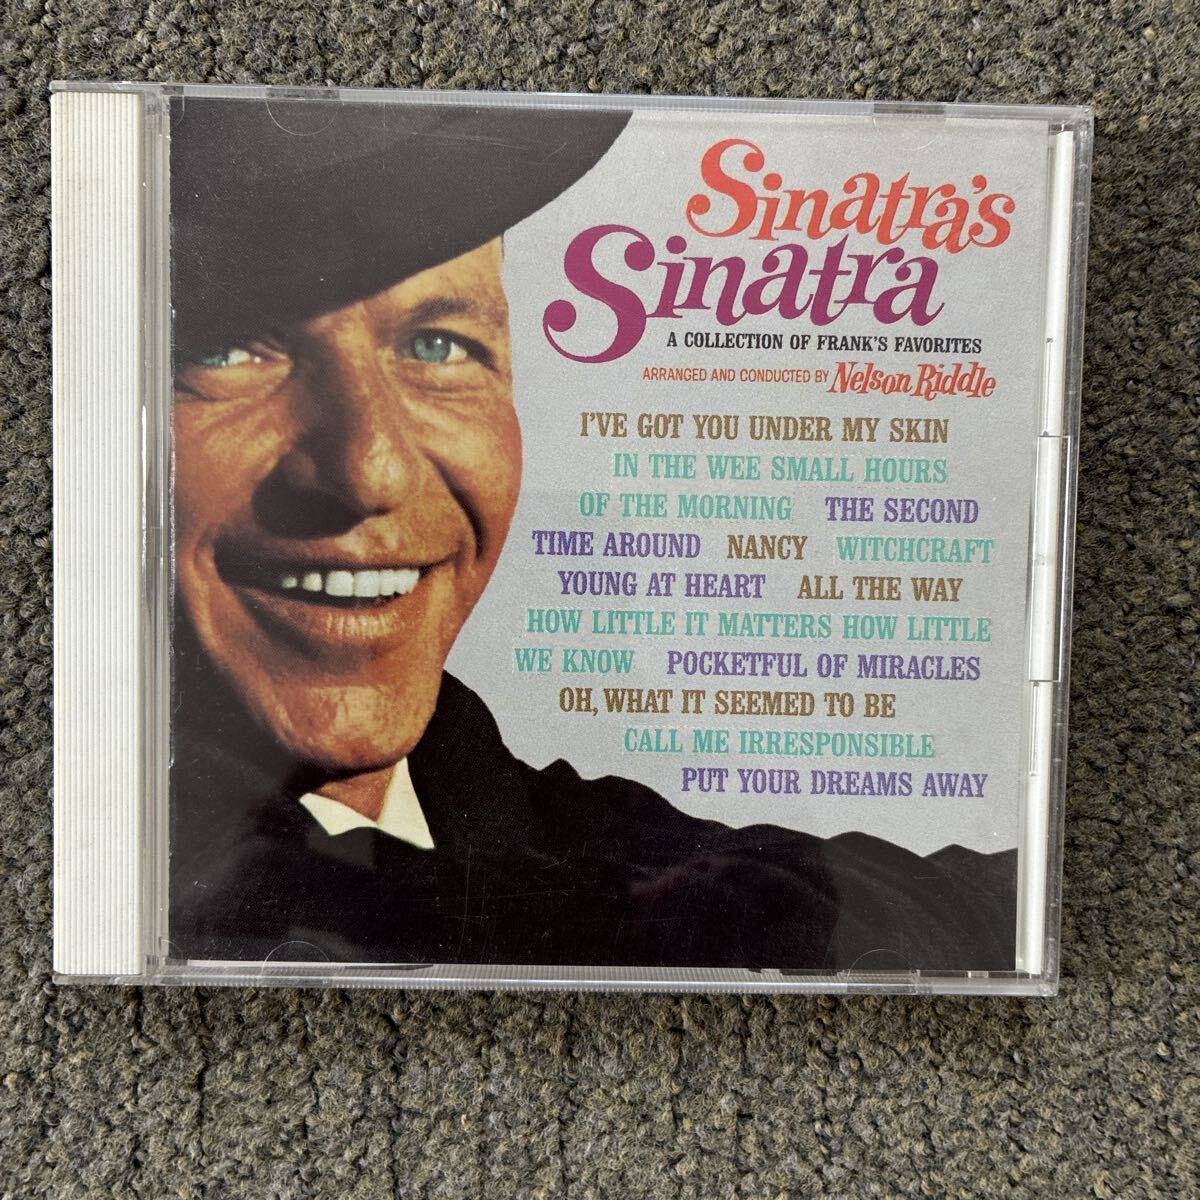 Sinatra's
Sinatra
A COLLECTION OF FRANK'S FAVORITES
ARRANGED AND CONDUCTED BY Nelson Riddle
I'VE GOT YOU UNDER MY SKIN
IN THE WEE SMALL HOURS
OF THE MORNING THE SECOND
TIME AROUND NANCY WITCHCRAFT
YOUNG AT HEART ALL THE WAY
HOW LITTLE IT MATTERS HOW LITTLE
WE KNOW POCKETFUL OF MIRACLES
OH, WHAT IT SEEMED TO BE
CALL ME IRRESPONSIBLE
PUT YOUR DREAMS AWAY